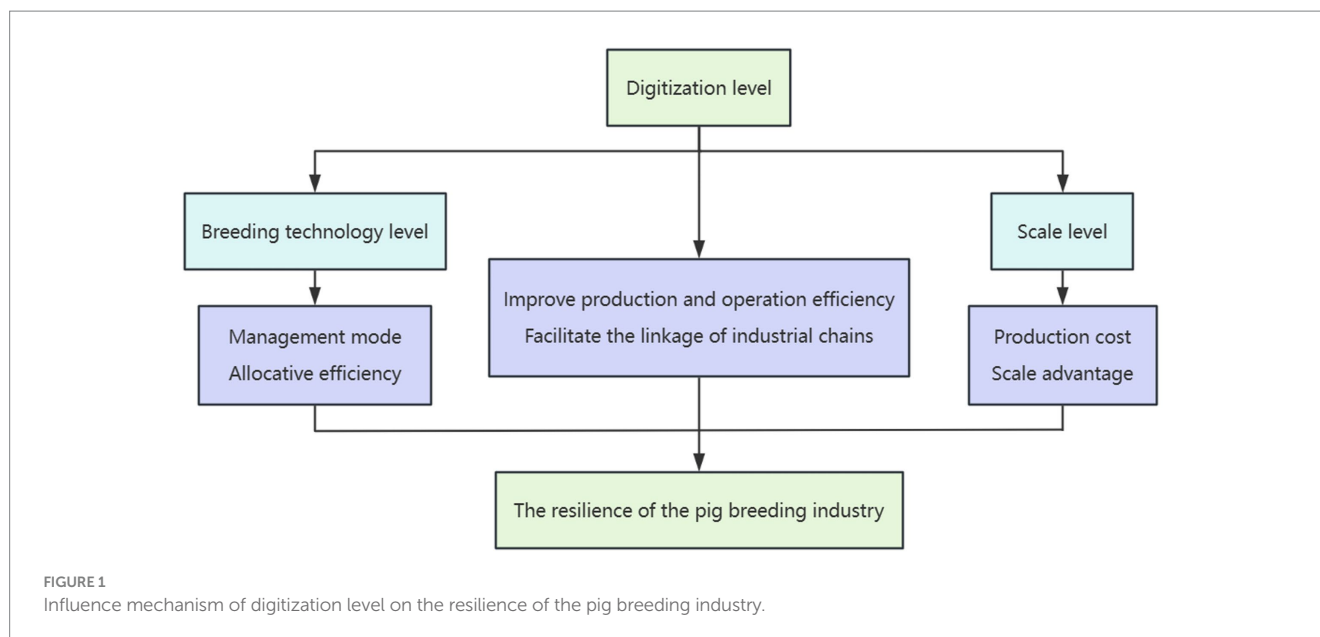 Digitization level
Breeding technology level
Scale level
Improve production and operation efficiency
Facilitate the linkage of industrial chains
Management mode
Allocative efficiency
Production cost
Scale advantage
The resilience of the pig breeding industry
FIGURE 1
Influence mechanism of digitization level on the resilience of the pig breeding industry.